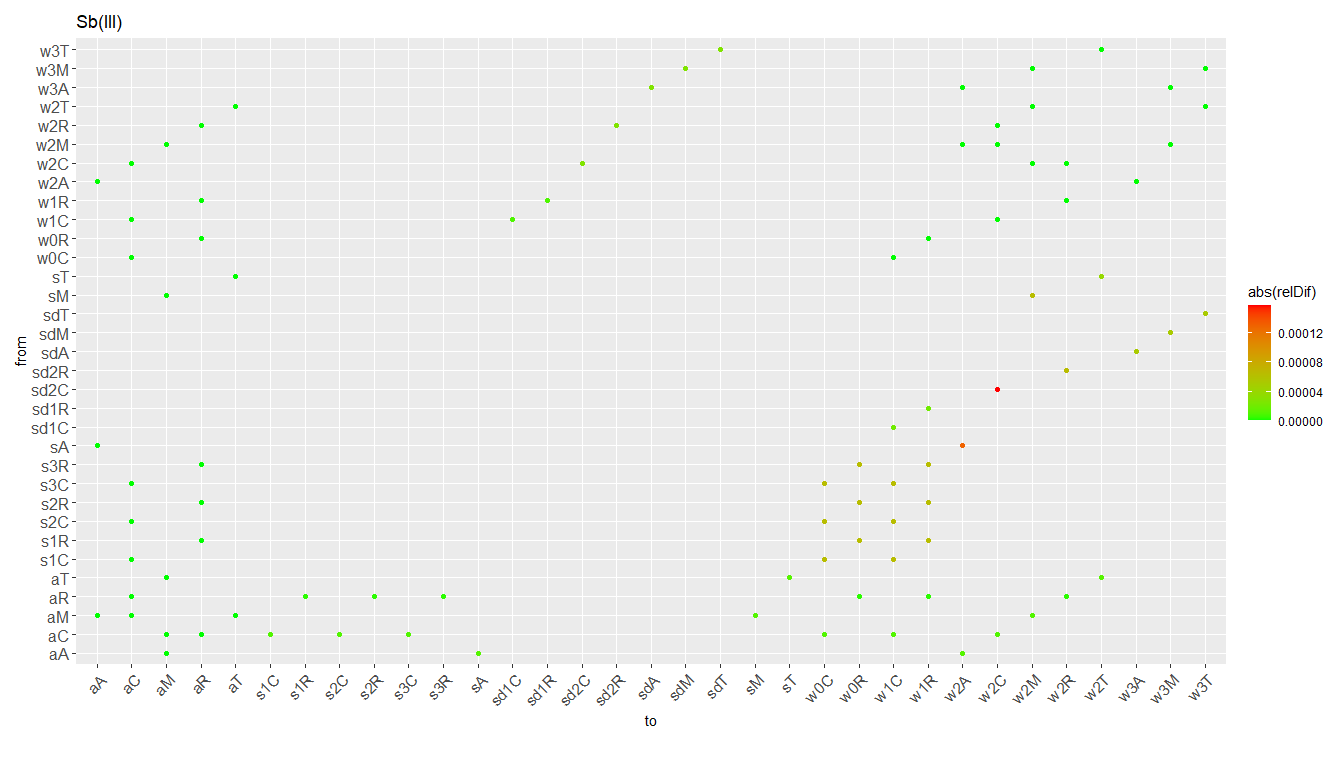 Sb(III)
w3T
w3M
w3A
w2T
w2R
w2M
w2C
w2A
w1R
w1C
w0R
w0C
sT
sM
sdT
sdM
sdA
sd2R
sd2C
sd1R
sd1C
sA
s3R
s3C
s2R
s2C
s1R
s1C
aT
aR
aM
aC
aA
from
aA aC aM aR aT s1C s1R s2C s2R s3C s3R sA sd1C sd1R sd2C sd2R sdA sdM sdT sM sT w0C w0R w1C w1R w2A w2C w2M w2R w2T w3A w3M w3T
to
abs(relDif)
0.00012
0.00008
0.00004
0.00000